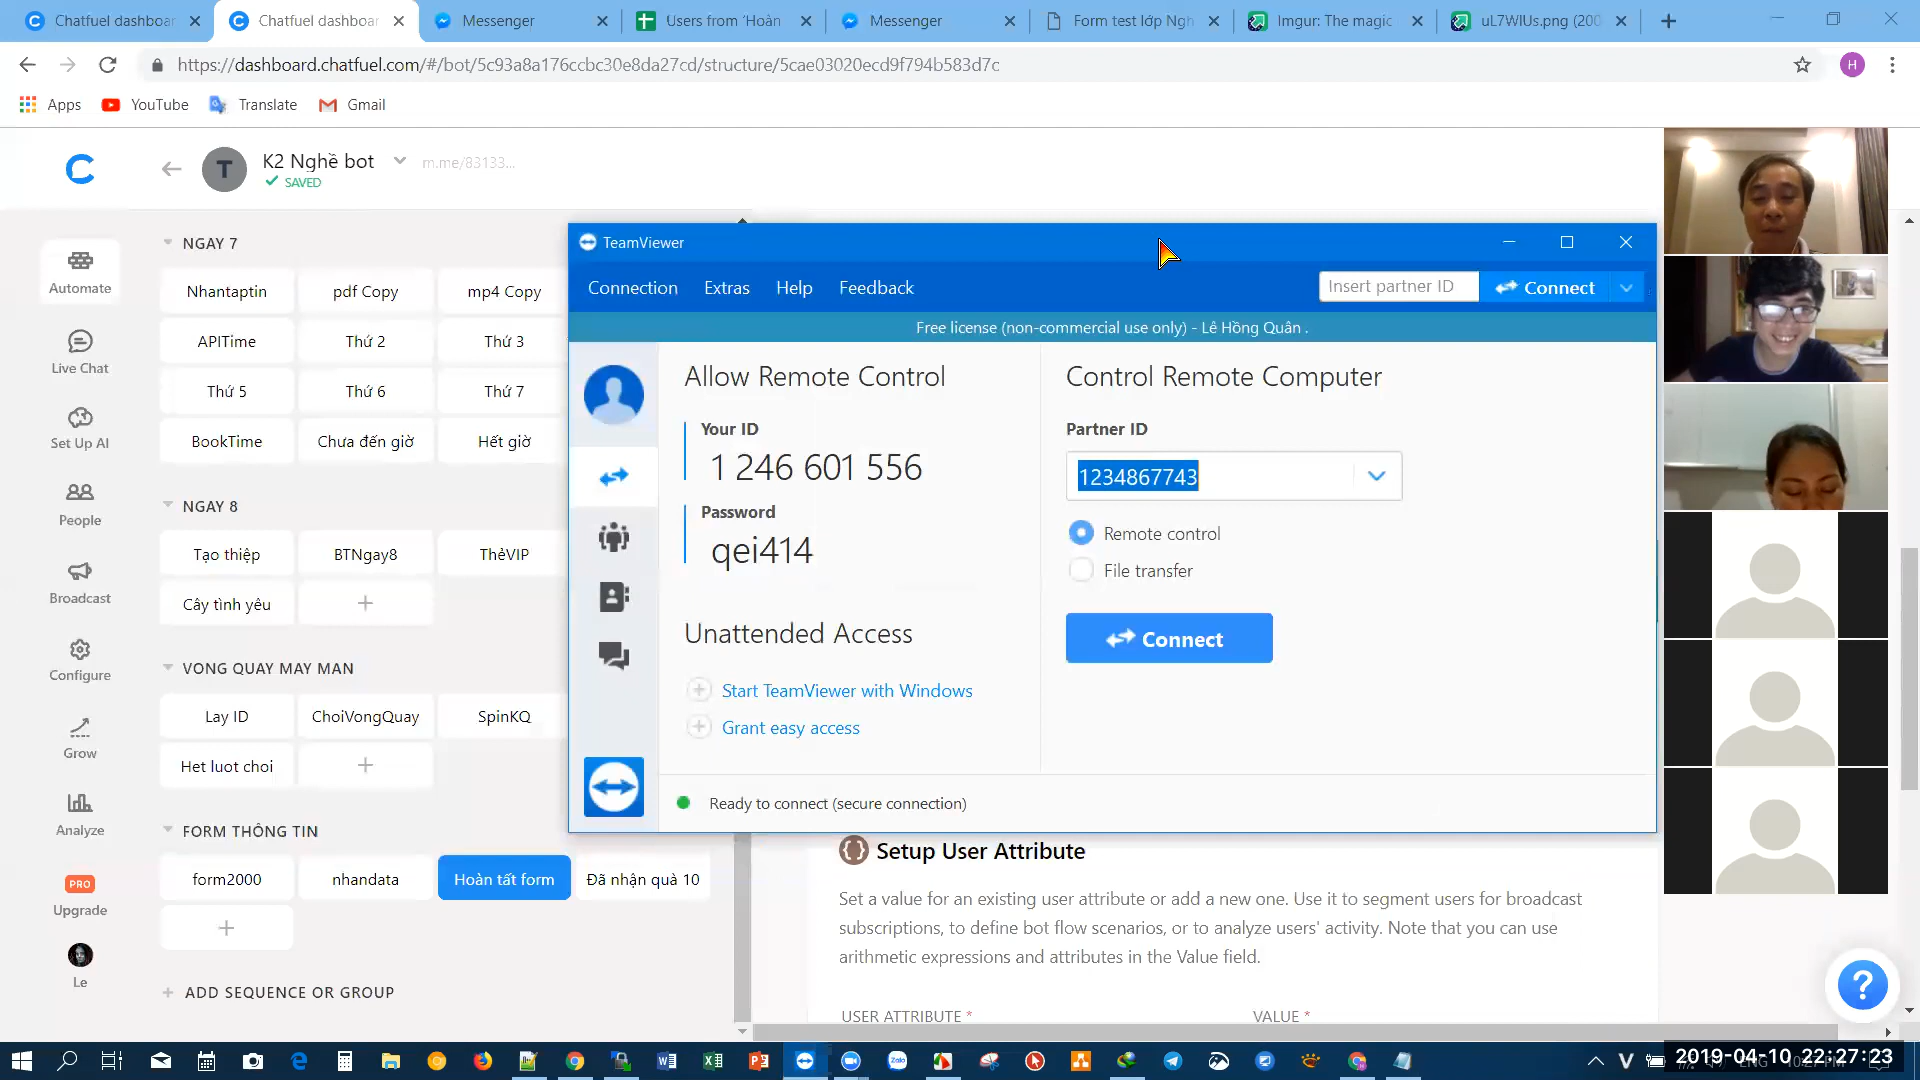 Chatfuel dashboar
Chatfuel dashboar
Messenger
Users from 'Hoàn
Messenger
Form test lớp Ngh
Imgur: The magic
uL7WlUs.png (200
https://dashboard.chatfuel.com/#/bot/5c93a8a176ccbc30e8da27cd/structure/5cae03020ecd9f794b583d7c
H
Apps
YouTube
Translate
Gmail
T
K2 Nghề bot
m.me/83133...
SAVED
Automate
Live Chat
Set Up AI
People
Broadcast
Configure
Grow
Analyze
PRO
Upgrade
Le
NGAY 7
Nhantaptin
pdf Copy
mp4 Copy
APITime
Thứ 2
Thứ 3
Thứ 5
Thứ 6
Thứ 7
BookTime
Chưa đến giờ
Hết giờ
NGAY 8
Tạo thiệp
BTNgay8
ThẻVIP
Cây tình yêu
VONG QUAY MAY MAN
Lay ID
ChoiVongQuay
SpinKQ
Het luot choi
FORM THÔNG TIN
form2000
nhandata
Hoàn tất form
Đã nhận quà 10
ADD SEQUENCE OR GROUP
TeamViewer
Connection
Extras
Help
Feedback
Insert partner ID
Connect
Free license (non-commercial use only) - Lê Hồng Quân .
Allow Remote Control
Your ID
1 246 601 556
Password
qei414
Unattended Access
Start TeamViewer with Windows
Grant easy access
Control Remote Computer
Partner ID
1234867743
Remote control
File transfer
Connect
Ready to connect (secure connection)
Setup User Attribute
Set a value for an existing user attribute or add a new one. Use it to segment users for broadcast
subscriptions, to define bot flow scenarios, or to analyze users' activity. Note that you can use
arithmetic expressions and attributes in the Value field.
USER ATTRIBUTE *
VALUE *
2019-04-10 22:27:23